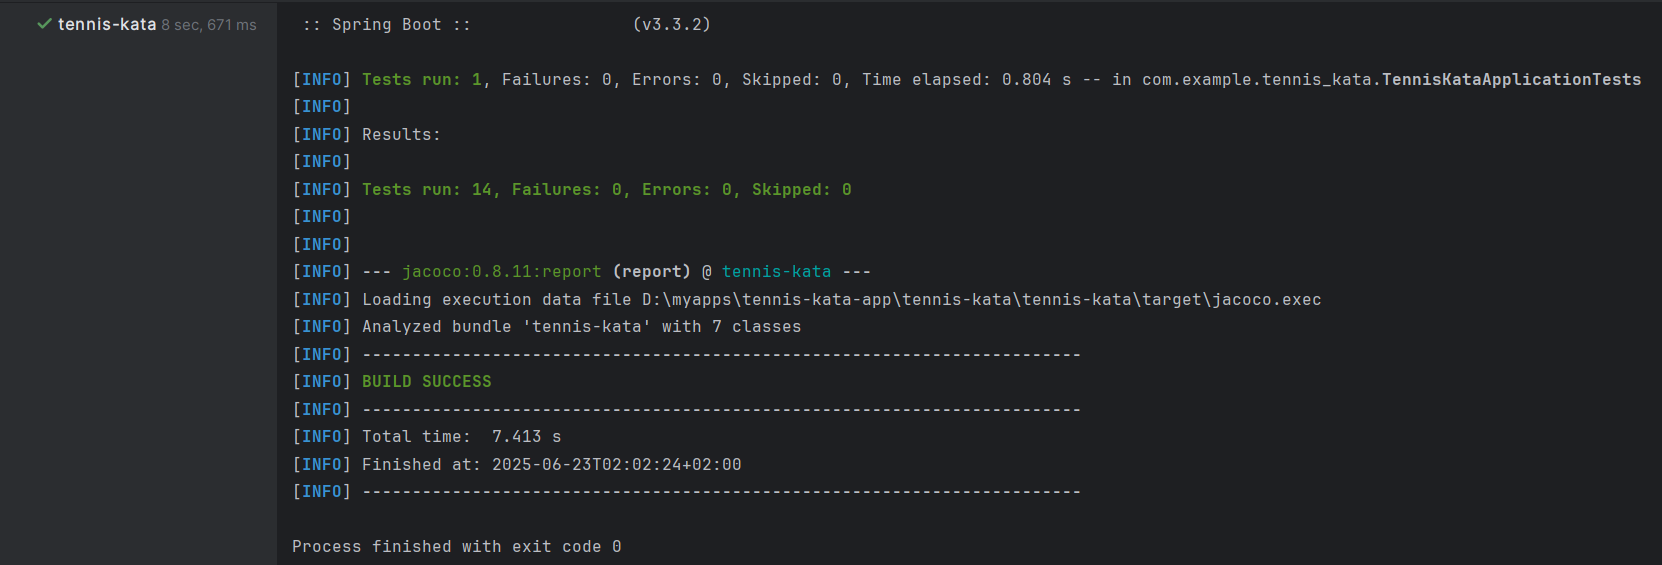 tennis-kata 8 sec, 671 ms
:: Spring Boot ::                (v3.3.2)
[INFO] Tests run: 1, Failures: 0, Errors: 0, Skipped: 0, Time elapsed: 0.804 s -- in com.example.tennis_kata.TennisKataApplicationTests
[INFO]
[INFO] Results:
[INFO]
[INFO] Tests run: 14, Failures: 0, Errors: 0, Skipped: 0
[INFO]
[INFO]
[INFO] --- jacoco:0.8.11:report (report) @ tennis-kata ---
[INFO] Loading execution data file D:\myapps\tennis-kata-app\tennis-kata\tennis-kata\target\jacoco.exec
[INFO] Analyzed bundle 'tennis-kata' with 7 classes
[INFO] ------------------------------------------------------------------------
[INFO] BUILD SUCCESS
[INFO] ------------------------------------------------------------------------
[INFO] Total time:  7.413 s
[INFO] Finished at: 2025-06-23T02:02:24+02:00
[INFO] ------------------------------------------------------------------------
Process finished with exit code 0